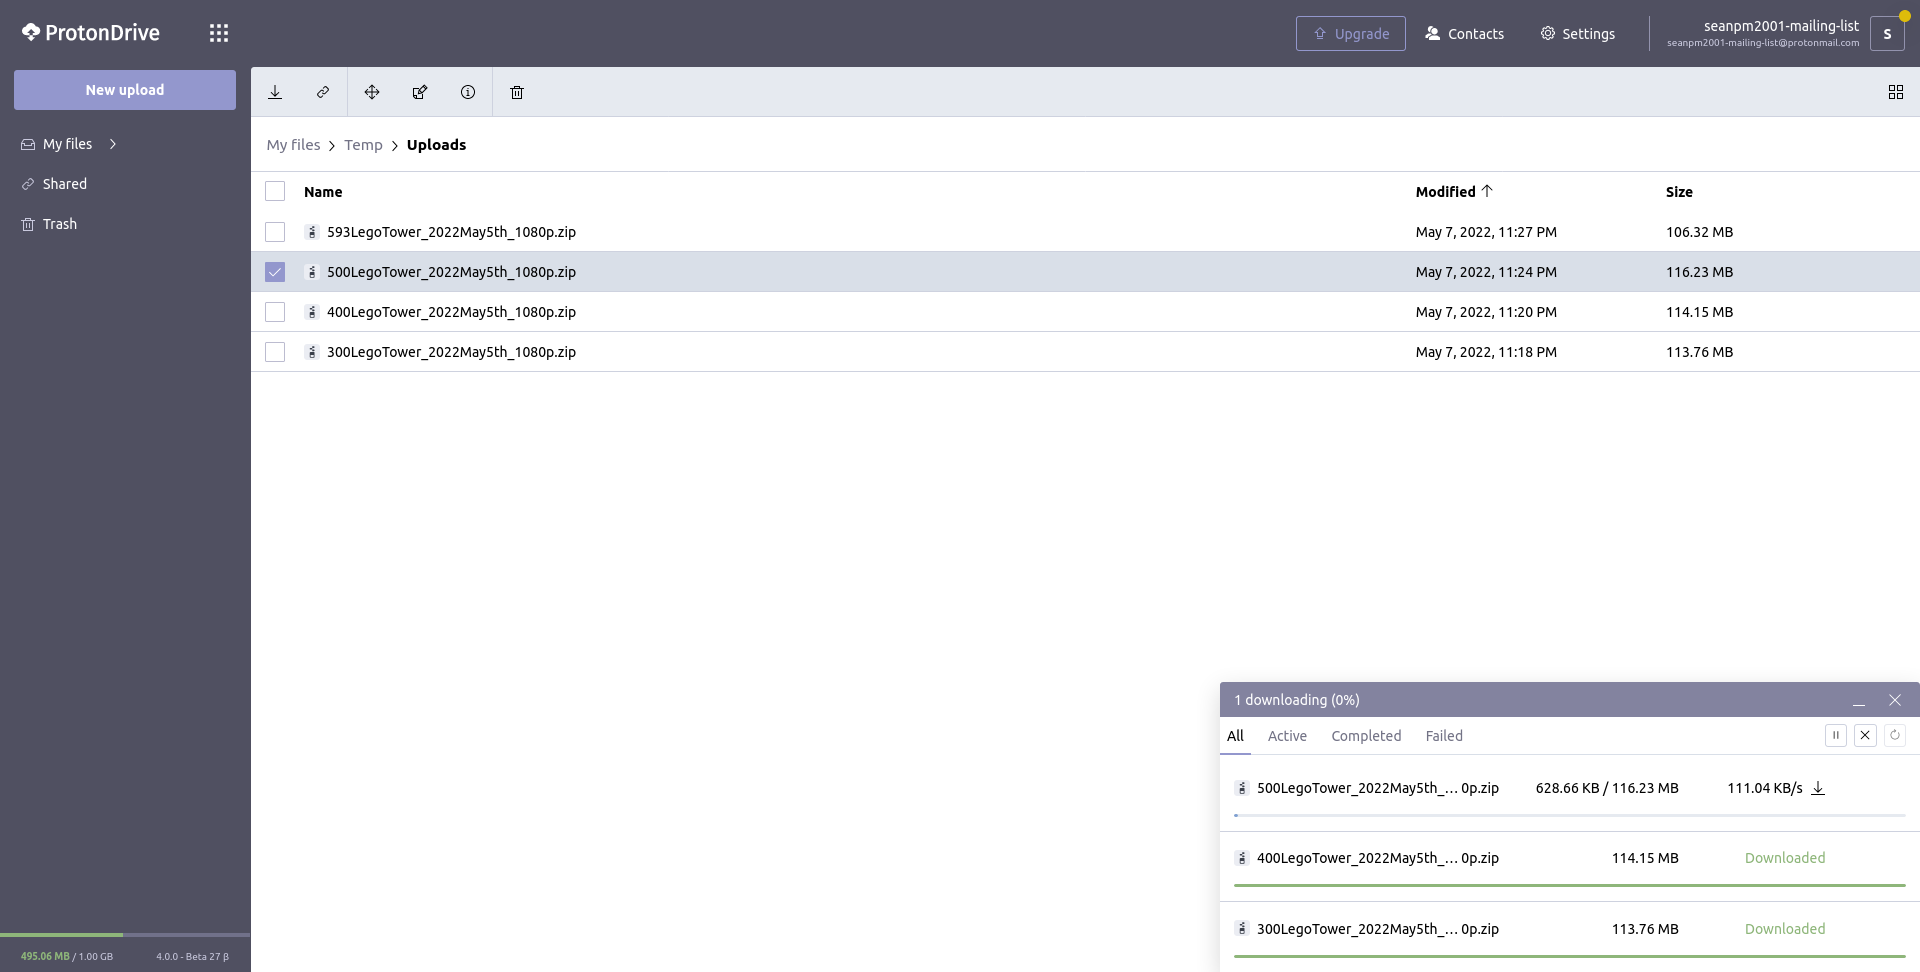 ProtonDrive
Upgrade
Contacts
Settings
seanpm2001-mailing-list
seanpm2001-mailing-list@protonmail.com
S
New upload
My files
Shared
Trash
My files > Temp > Uploads
Name Modified Size
593LegoTower_2022May5th_1080p.zip May 7, 2022, 11:27 PM 106.32 MB
500LegoTower_2022May5th_1080p.zip May 7, 2022, 11:24 PM 116.23 MB
400LegoTower_2022May5th_1080p.zip May 7, 2022, 11:20 PM 114.15 MB
300LegoTower_2022May5th_1080p.zip May 7, 2022, 11:18 PM 113.76 MB
1 downloading (0%)
All Active Completed Failed
500LegoTower_2022May5th_... 0p.zip 628.66 KB / 116.23 MB 111.04 KB/s
400LegoTower_2022May5th_... 0p.zip 114.15 MB Downloaded
300LegoTower_2022May5th_... 0p.zip 113.76 MB Downloaded
495.06 MB / 1.00 GB 4.0.0 - Beta 27 β